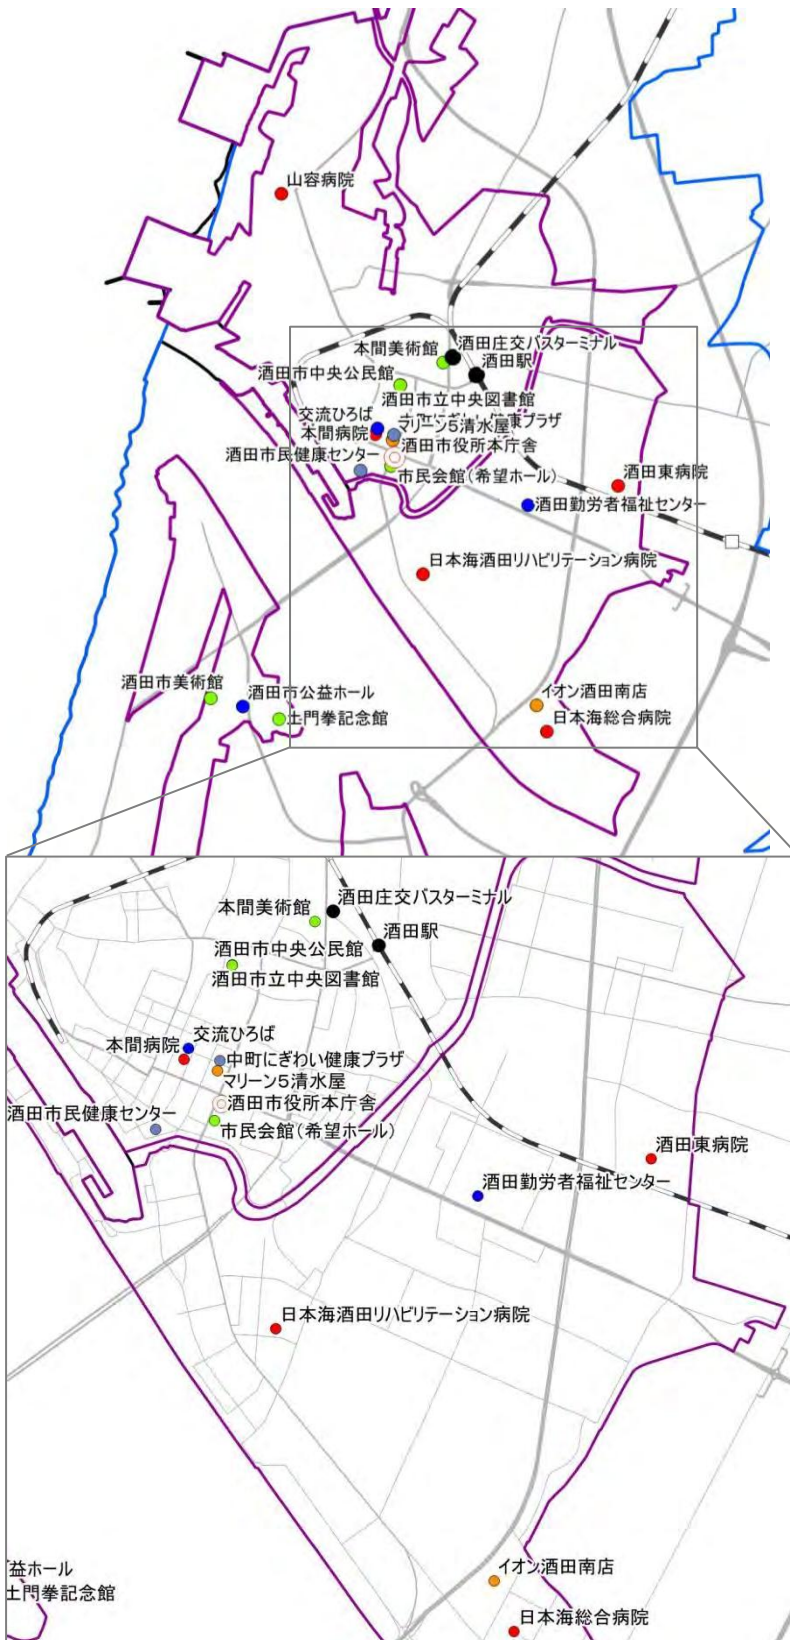 山容病院
酒田庄交バスターミナル
本間美術館
酒田駅
酒田市中央公民館
酒田市立中央図書館
交流ひろば
マリーン5清水屋
本間病院
酒田市役所本庁舎
酒田市民健康センター
市民会館(希望ホール)
酒田東病院
酒田勤労者福祉センター
日本海酒田リハビリテーション病院
酒田市美術館
酒田市公益ホール
土門拳記念館
イオン酒田南店
日本海総合病院
酒田庄交バスターミナル
本間美術館
酒田駅
酒田市中央公民館
酒田市立中央図書館
交流ひろば
本間病院
中町にぎわい健康プラザ
マリーン5清水屋
酒田市役所本庁舎
酒田市民健康センター
市民会館(希望ホール)
酒田東病院
酒田勤労者福祉センター
日本海酒田リハビリテーション病院
イオン酒田南店
益ホール
土門拳記念館
日本海総合病院